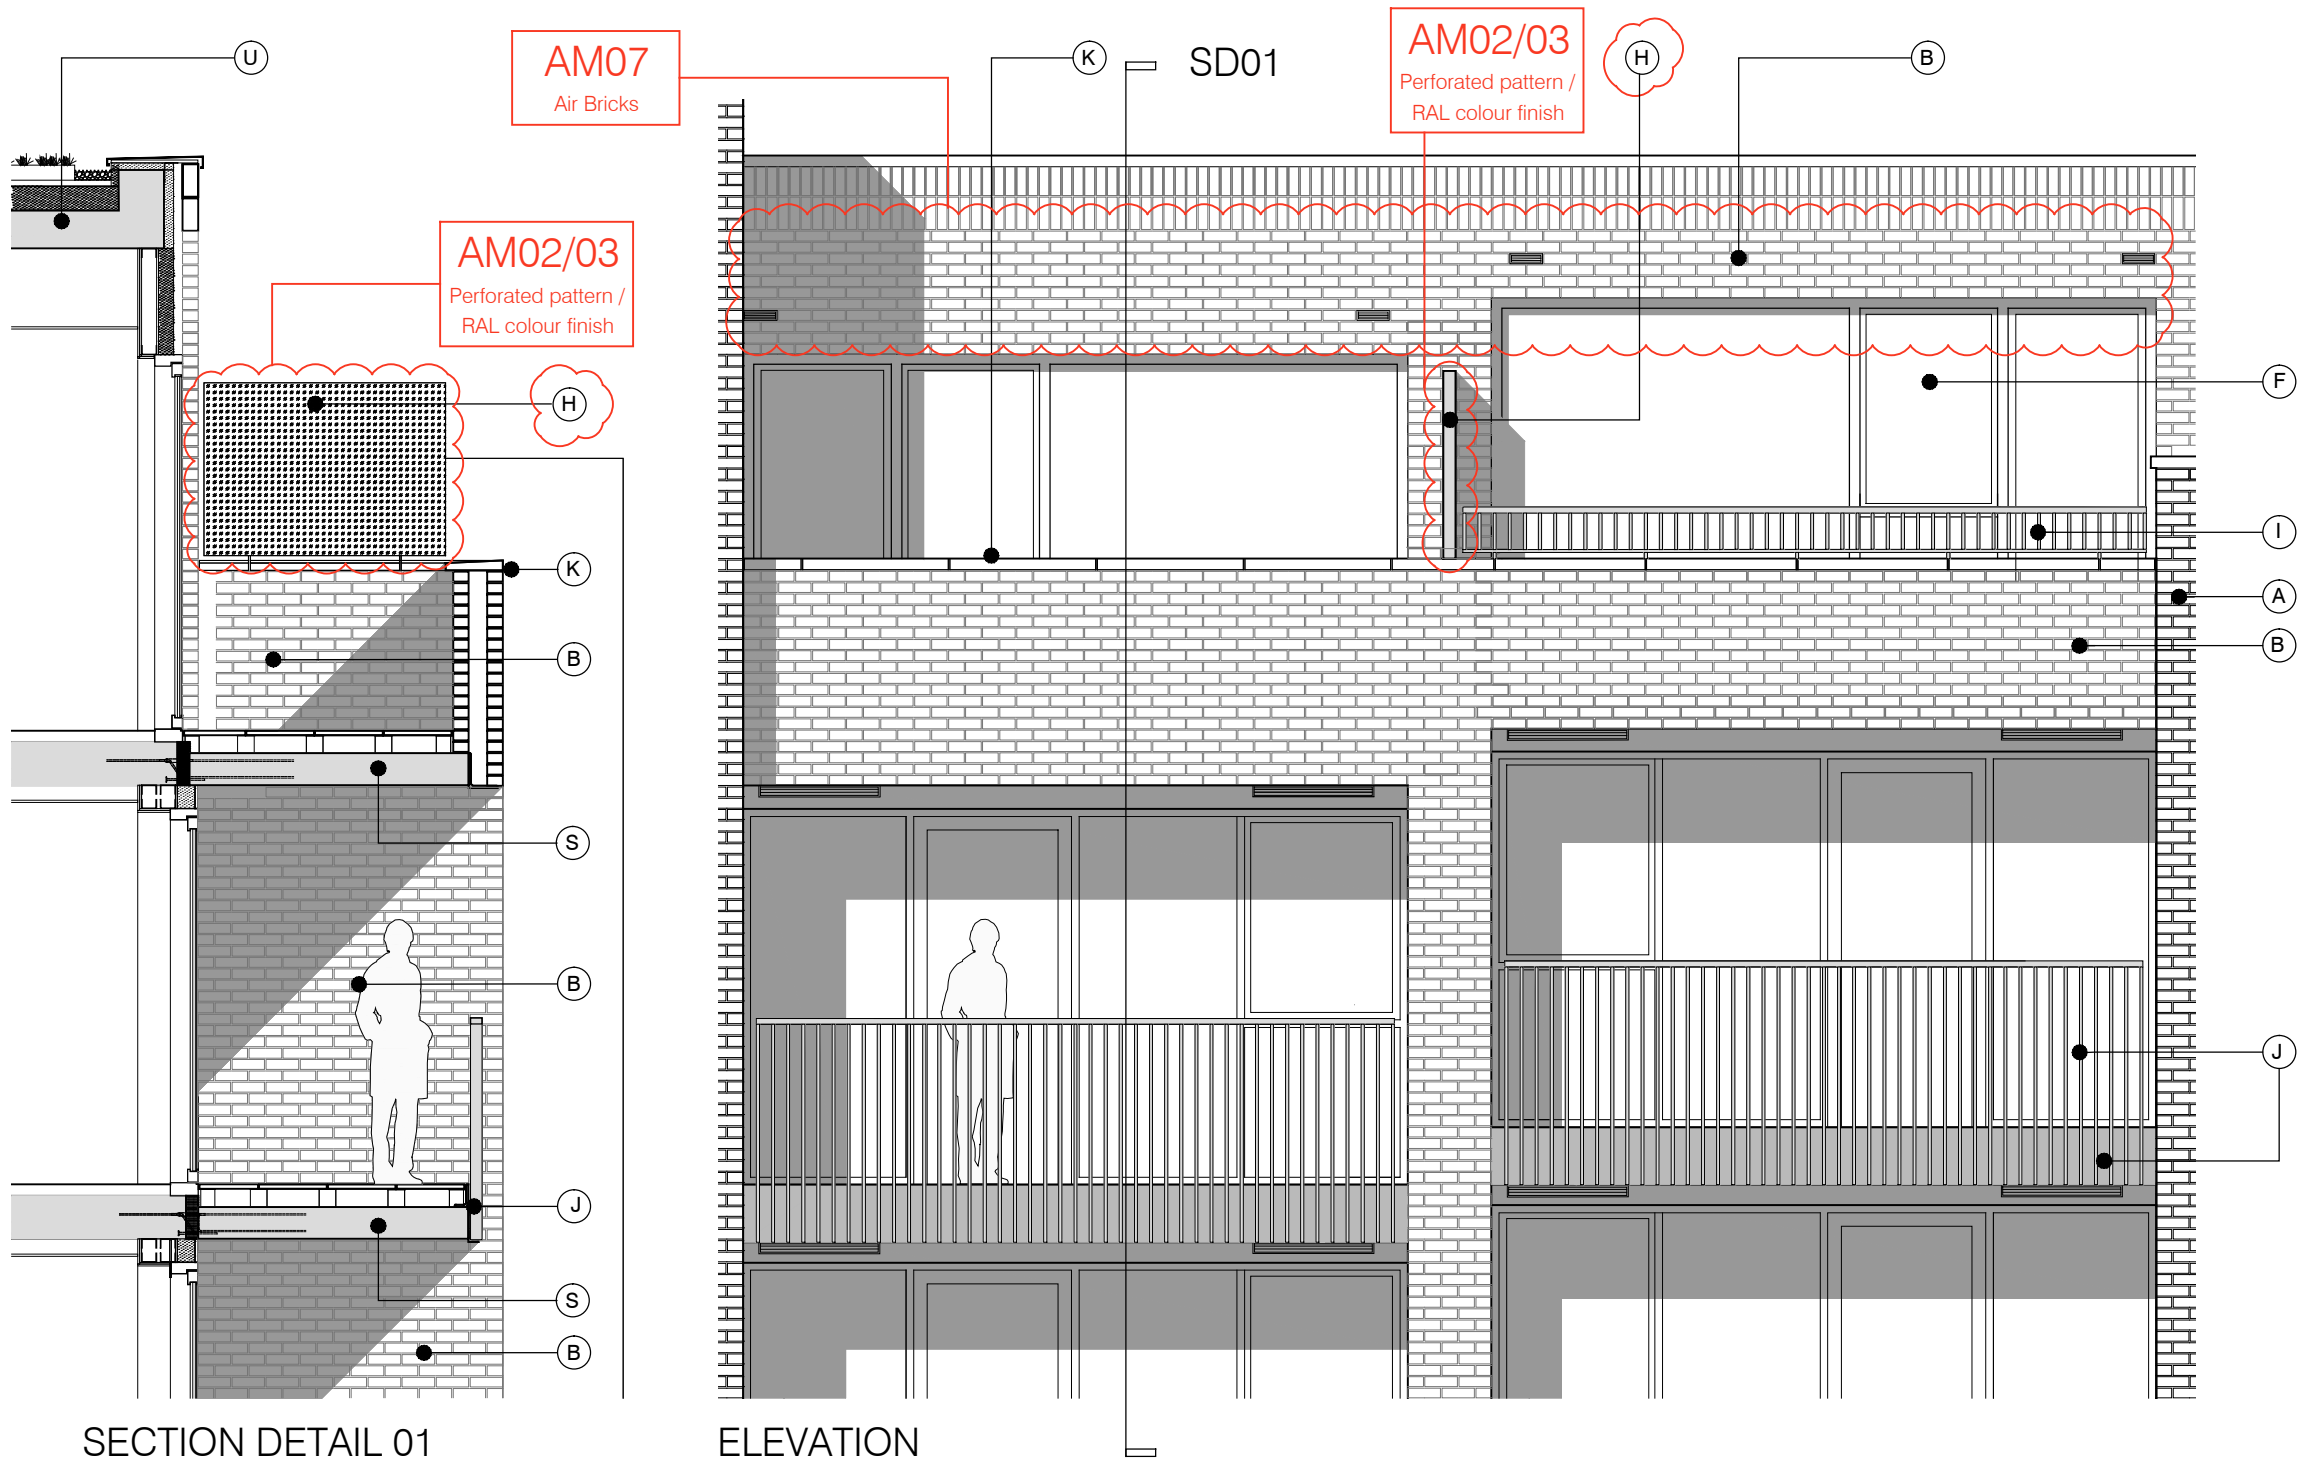 U
AM07
Air Bricks
K
SD01
AM02/03
Perforated pattern /
RAL colour finish
H
B
AM02/03
Perforated pattern /
RAL colour finish
H
F
I
K
A
B
B
S
B
J
J
S
B
SECTION DETAIL 01
ELEVATION